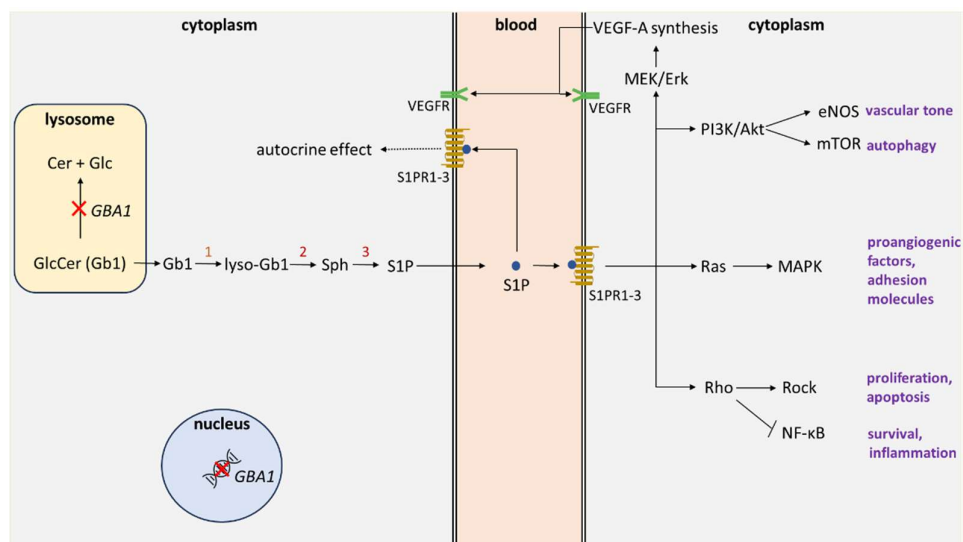 cytoplasm
blood
cytoplasm
VEGF-A synthesis
MEK/Erk
VEGFR
VEGFR
lysosome
Cer + Glc
GBA1
GlcCer (Gb1)
autocrine effect
S1PR1-3
PI3K/Akt
eNOS
vascular tone
mTOR
autophagy
Gb1
1
lyso-Gb1
2
Sph
3
S1P
S1P
S1PR1-3
Ras
MAPK
proangiogenic
factors,
adhesion
molecules
Rho
Rock
proliferation,
apoptosis
NF-κB
survival,
inflammation
nucleus
GBA1